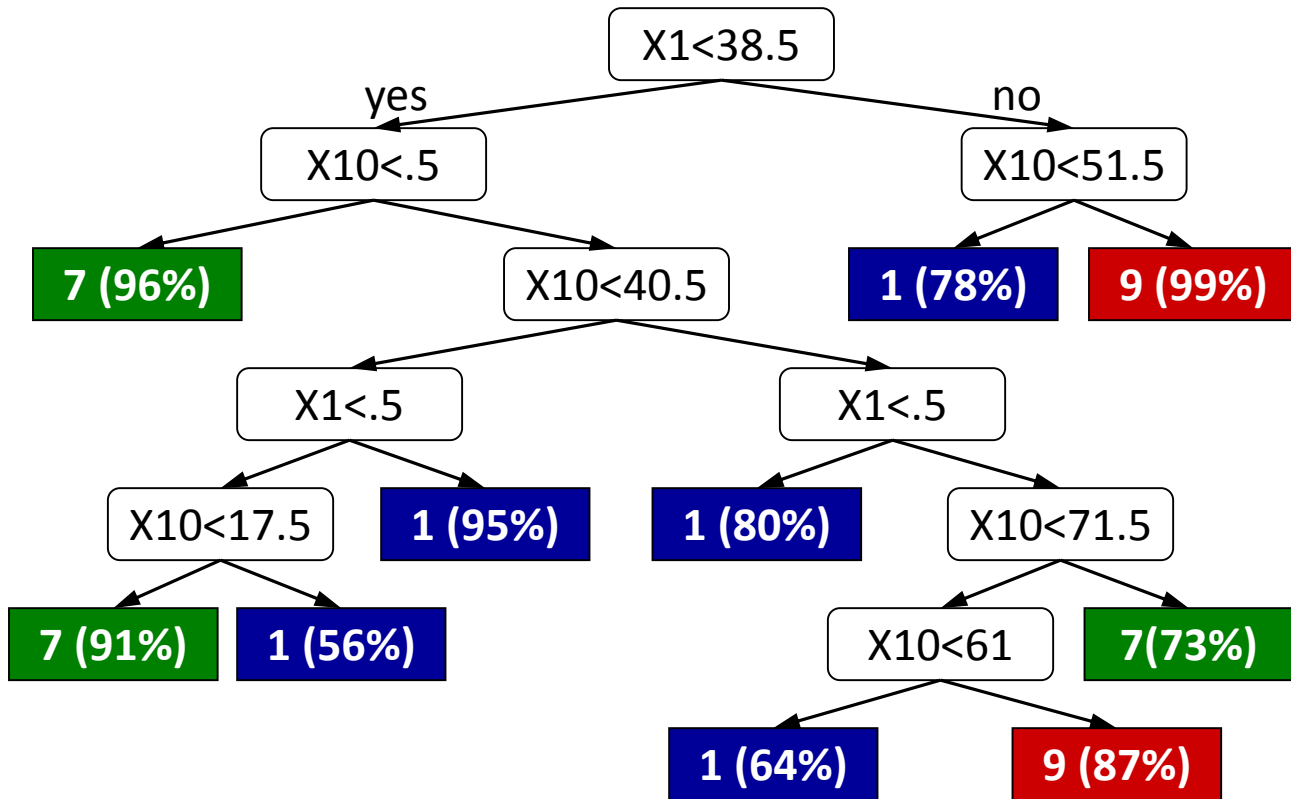 X1<38.5
yes
no
X10<.5
X10<51.5
7 (96%)
X10<40.5
1 (78%)
9 (99%)
X1<.5
X1<.5
X10<17.5
1 (95%)
1 (80%)
X10<71.5
7 (91%)
1 (56%)
X10<61
7(73%)
1 (64%)
9 (87%)